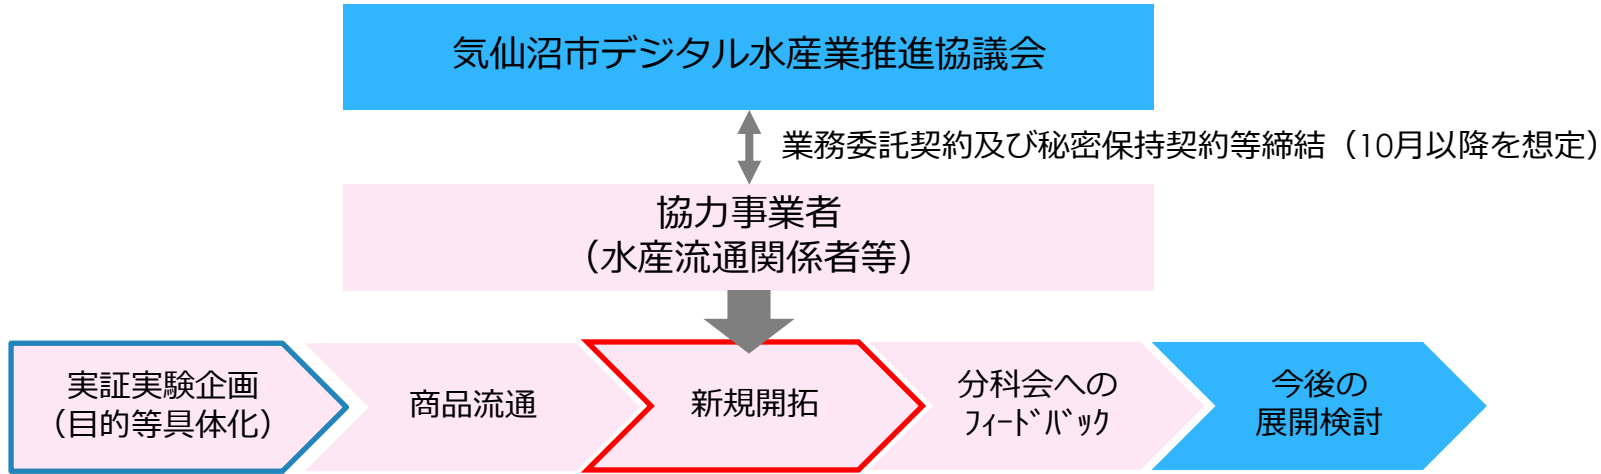 気仙沼市デジタル水産業推進協議会
業務委託契約及び秘密保持契約等締結（10月以降を想定）
協力事業者
（水産流通関係者等）
実証実験企画
（目的等具体化）
商品流通
新規開拓
分科会への
ﾌｨｰﾄﾞﾊﾞｯｸ
今後の
展開検討